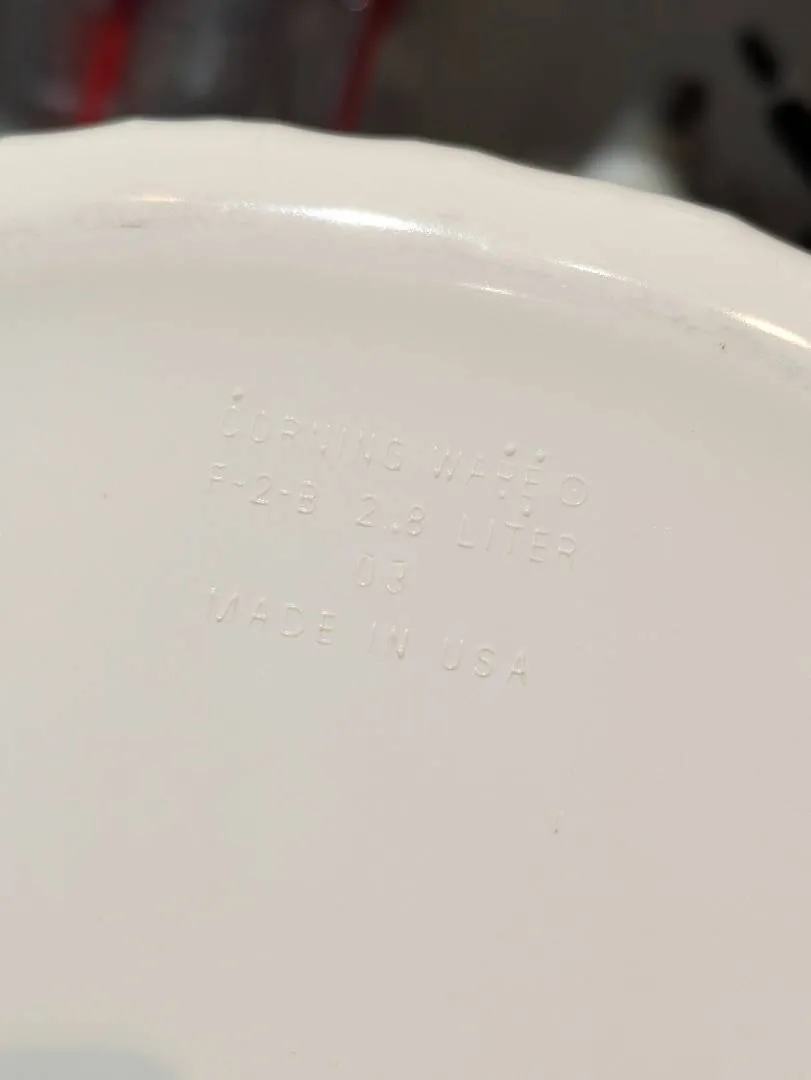 CORNING WARE ®
F-2-B 2.8 LITER
03
MADE IN USA